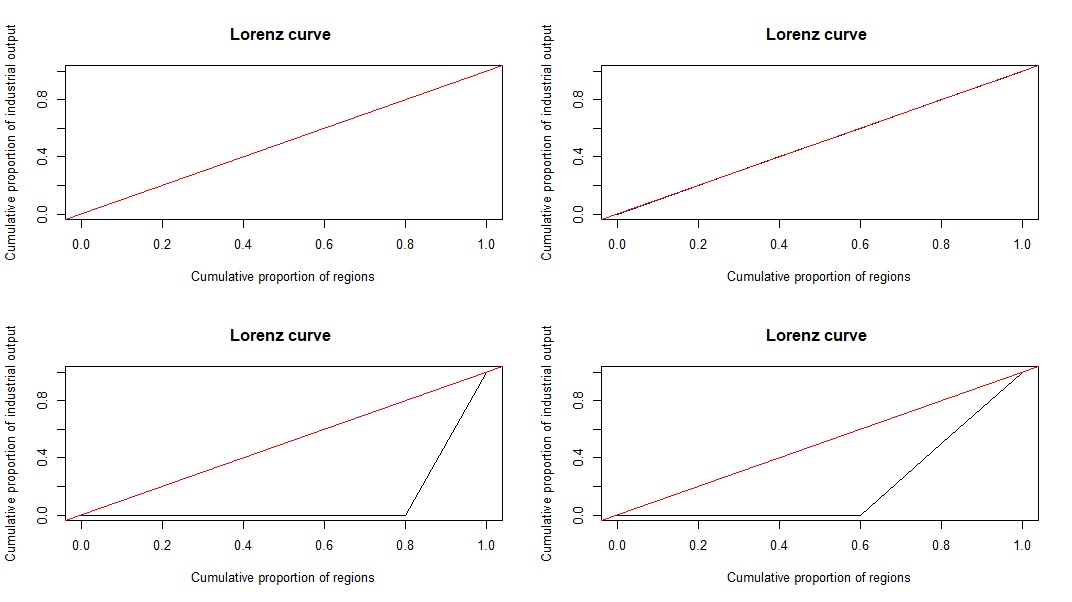 Lorenz curve
Cumulative proportion of industrial output
0.0 0.4 0.8
0.0 0.2 0.4 0.6 0.8 1.0
Cumulative proportion of regions
Lorenz curve
Cumulative proportion of industrial output
0.0 0.4 0.8
0.0 0.2 0.4 0.6 0.8 1.0
Cumulative proportion of regions
Lorenz curve
Cumulative proportion of industrial output
0.0 0.4 0.8
0.0 0.2 0.4 0.6 0.8 1.0
Cumulative proportion of regions
Lorenz curve
Cumulative proportion of industrial output
0.0 0.4 0.8
0.0 0.2 0.4 0.6 0.8 1.0
Cumulative proportion of regions